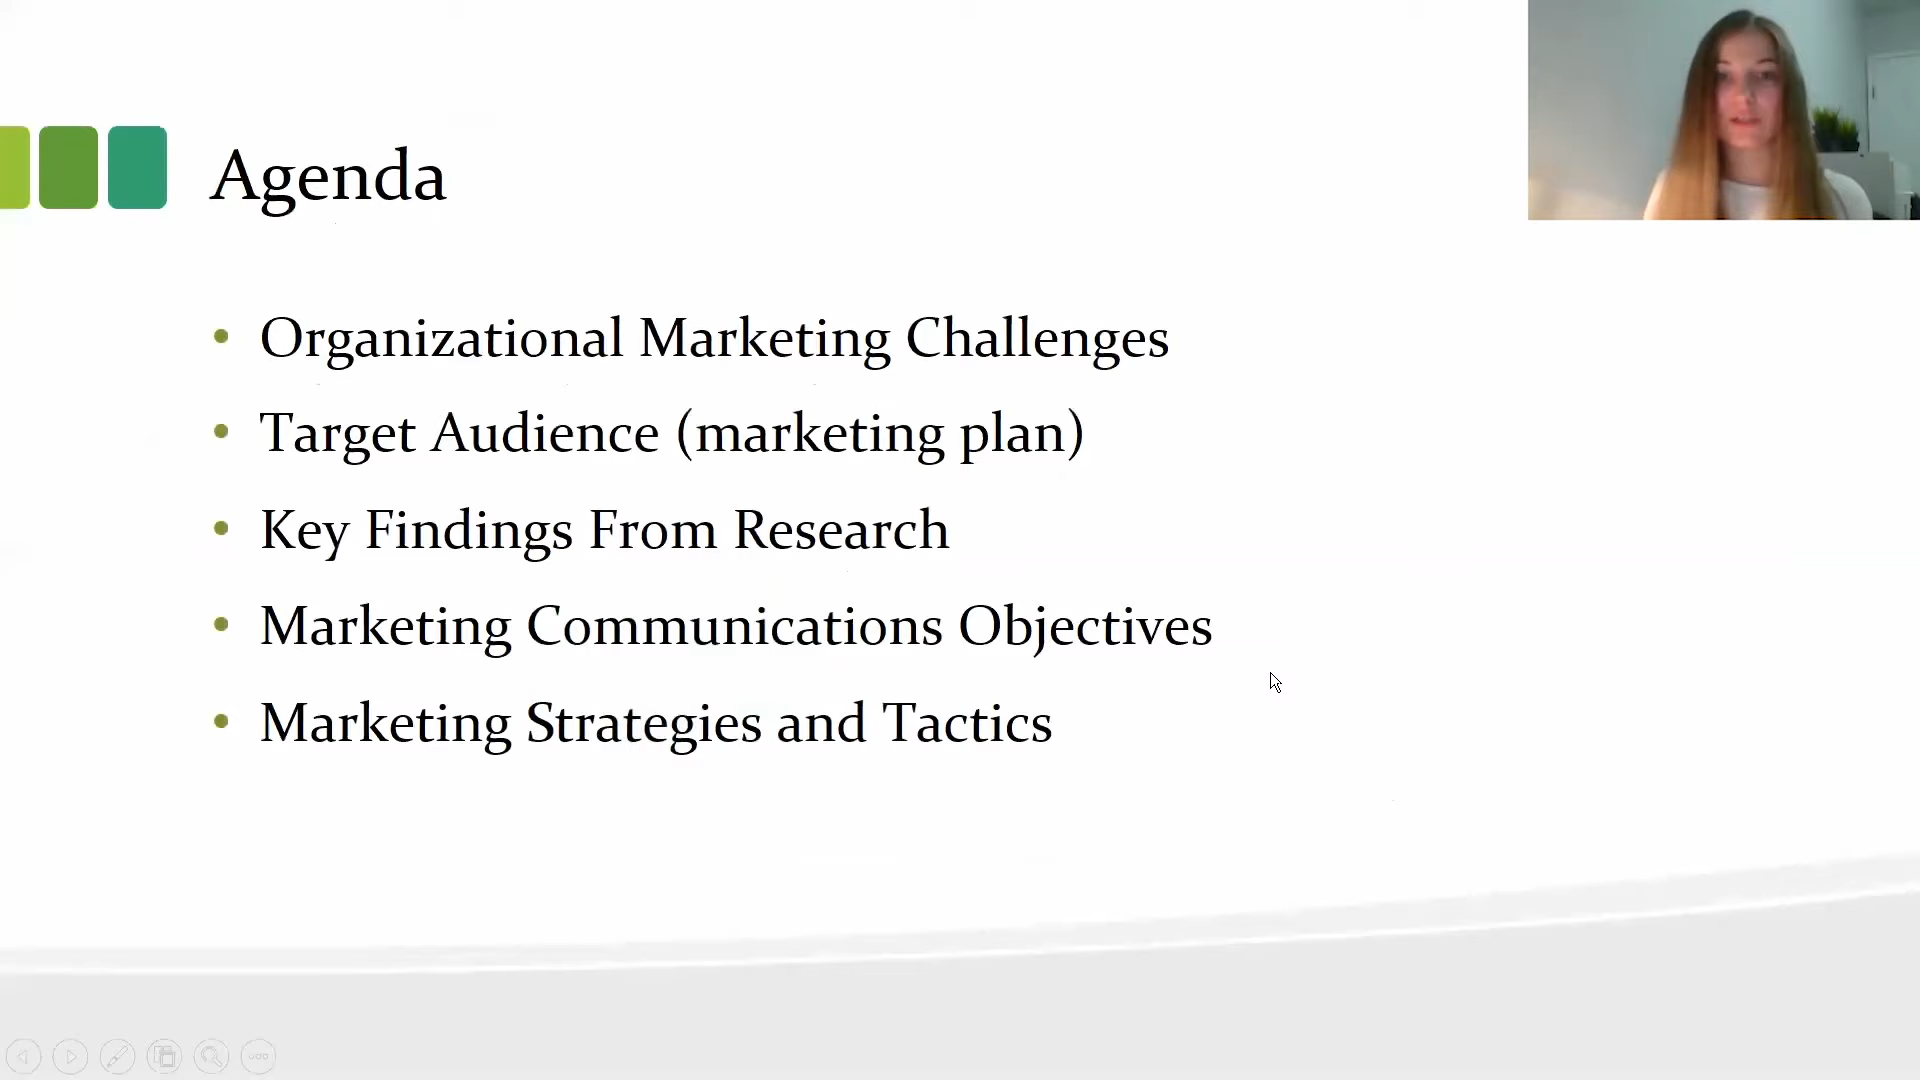 Agenda
• Organizational Marketing Challenges
• Target Audience (marketing plan)
• Key Findings From Research
• Marketing Communications Objectives
• Marketing Strategies and Tactics